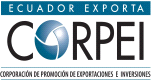 ECUADOR EXPORTA
CORPEI
CORPORACIÓN DE PROMOCIÓN DE EXPORTACIONES E INVERSIONES